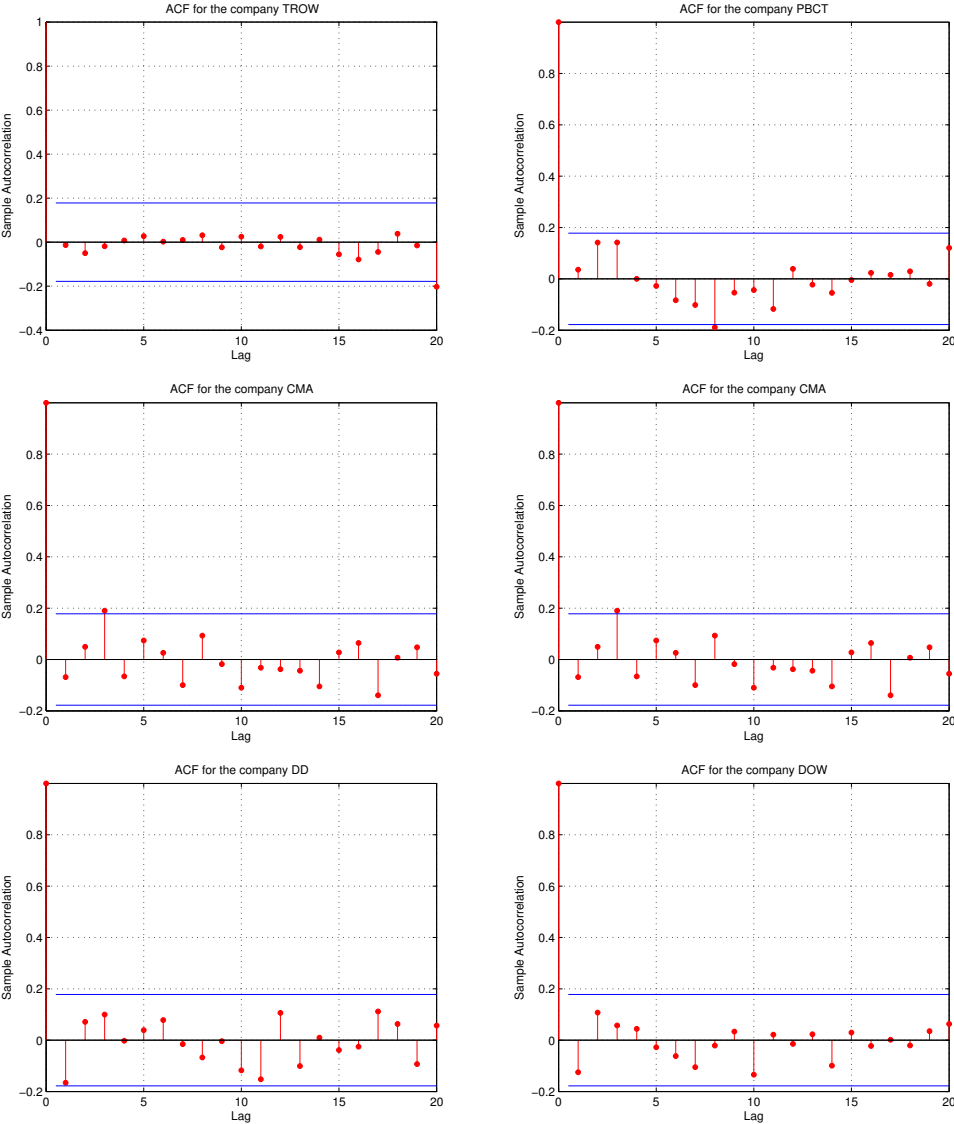 ACF for the company TROW
Sample Autocorrelation
1
0.8
0.6
0.4
0.2
0
−0.2
−0.4
0 5 10 15 20
Lag
ACF for the company PBCT
Sample Autocorrelation
0.8
0.6
0.4
0.2
0
−0.2
0 5 10 15 20
Lag
ACF for the company CMA
Sample Autocorrelation
0.8
0.6
0.4
0.2
0
−0.2
0 5 10 15 20
Lag
ACF for the company CMA
Sample Autocorrelation
0.8
0.6
0.4
0.2
0
−0.2
0 5 10 15 20
Lag
ACF for the company DD
Sample Autocorrelation
0.8
0.6
0.4
0.2
0
−0.2
0 5 10 15 20
Lag
ACF for the company DOW
Sample Autocorrelation
0.8
0.6
0.4
0.2
0
−0.2
0 5 10 15 20
Lag